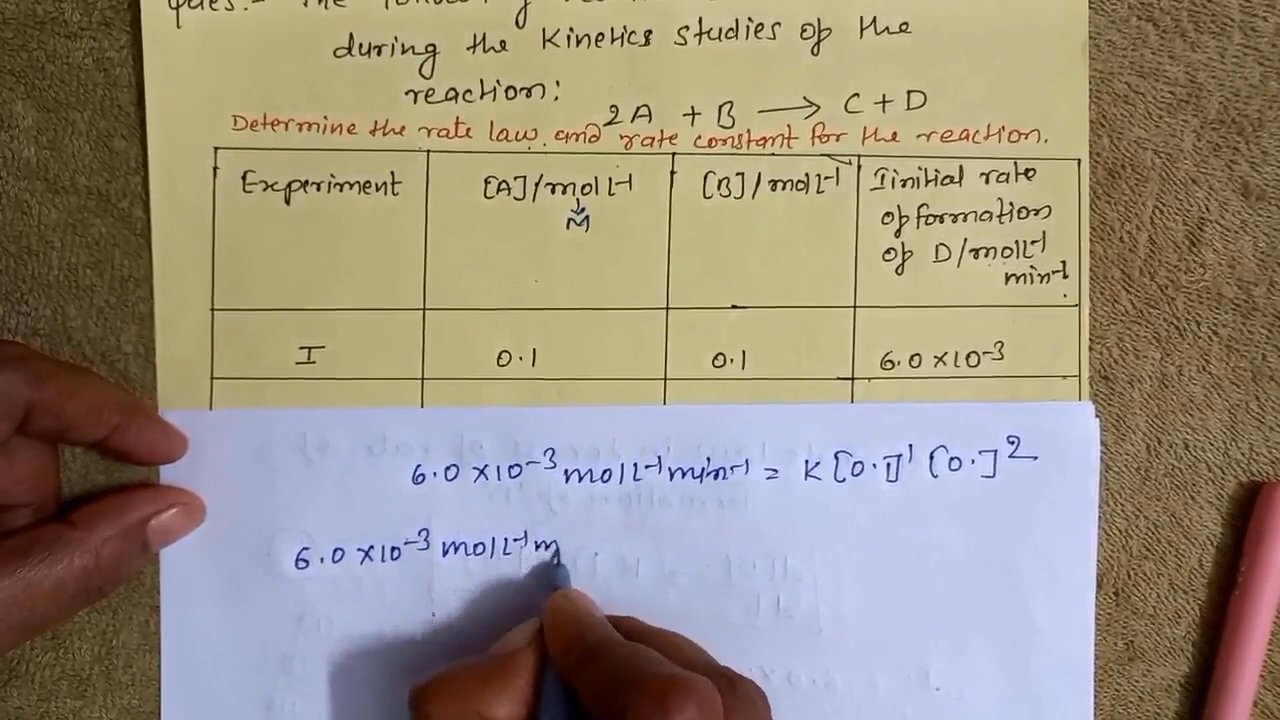 during the Kinetics studies of the
reaction:
2A + B → C + D
Determine the rate law and rate constant for the reaction.
Experiment [A]/mol L⁻¹ [B]/mol L⁻¹ Iinitial rate
M of formation
of D/mol L⁻¹
min⁻¹
I 0.1 0.1 6.0 × 10⁻³
6.0 × 10⁻³ mol L⁻¹ min⁻¹ = K [0.1]¹ [0.1]²
6.0 × 10⁻³ mol L⁻¹ m